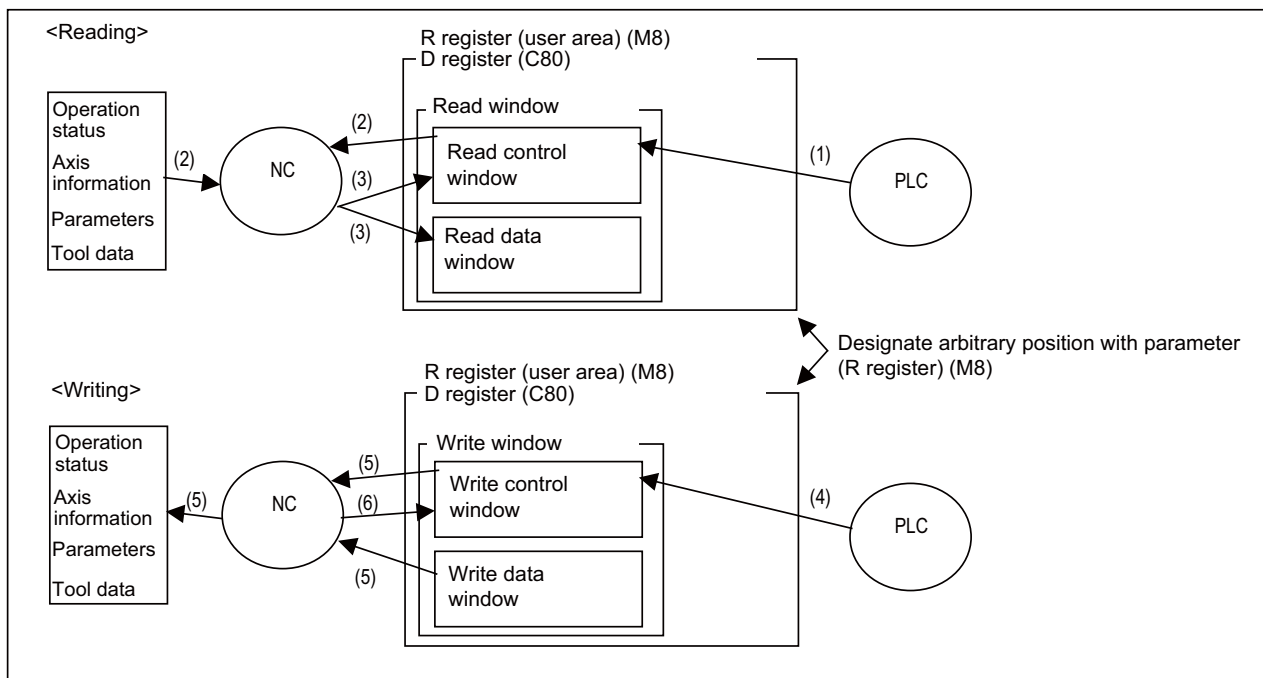 <Reading>
R register (user area) (M8)
D register (C80)
Read window
Operation
status
Axis
information
Parameters
Tool data
(2)
NC
(2)
(3)
(3)
Read control
window
Read data
window
(1)
PLC
Designate arbitrary position with parameter
(R register) (M8)
<Writing>
R register (user area) (M8)
D register (C80)
Write window
Operation
status
Axis
information
Parameters
Tool data
(5)
NC
(5)
(6)
(5)
Write control
window
Write data
window
(4)
PLC